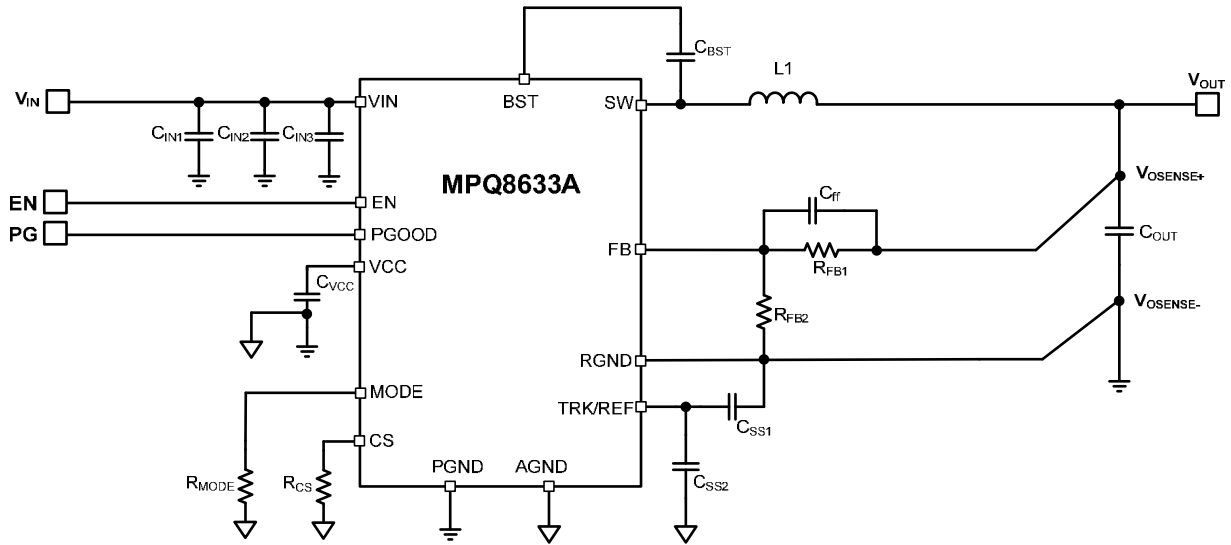 C_BST
L1
V_OUT
V_IN
VIN
BST
SW
C_IN1
C_IN2
C_IN3
MPQ8633A
V_OSENSE+
EN
EN
C_ff
PG
PGOOD
FB
C_OUT
VCC
R_FB1
C_VCC
R_FB2
V_OSENSE-
RGND
MODE
TRK/REF
C_SS1
CS
PGND
AGND
R_MODE
R_CS
C_SS2